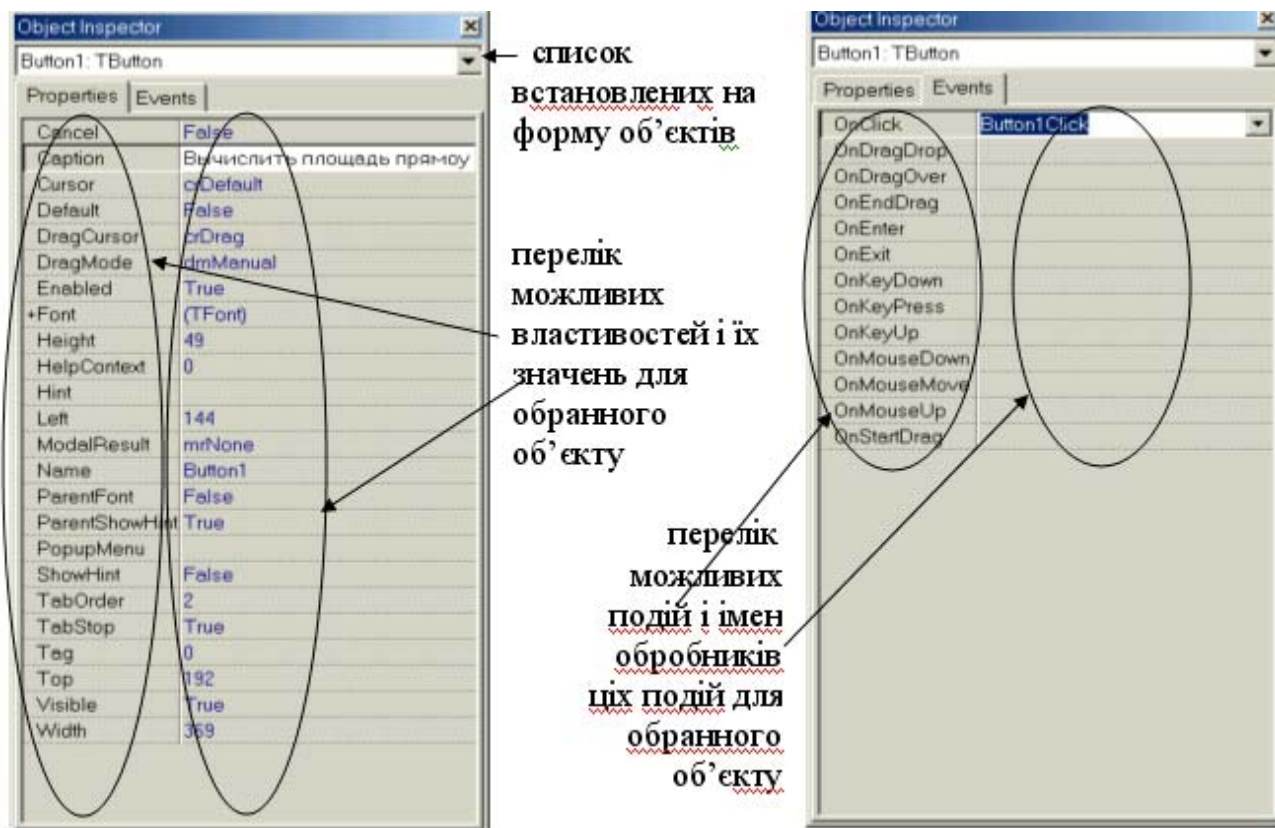 Object Inspector
Button1: TButton
Properties Events
Cancel False
Caption Вычислить площадь прямоу
Cursor crDefault
Default False
DragCursor crDrag
DragMode dmManual
Enabled True
+Font (TFont)
Height 49
HelpContext 0
Hint
Left 144
ModalResult mrNone
Name Button1
ParentFont False
ParentShowHint True
PopupMenu
ShowHint False
TabOrder 2
TabStop True
Tag 0
Top 192
Visible True
Width 369
список
встановлених на
форму об’єктів
перелік
можливих
властивостей і їх
значень для
обранного
об’єкту
перелік
можливих
подій і імен
обробників
ціх подій для
обранного
об’єкту
Object Inspector
Button1: TButton
Properties Events
OnClick Button1Click
OnDragDrop
OnDragOver
OnEndDrag
OnEnter
OnExit
OnKeyDown
OnKeyPress
OnKeyUp
OnMouseDown
OnMouseMove
OnMouseUp
OnStartDrag